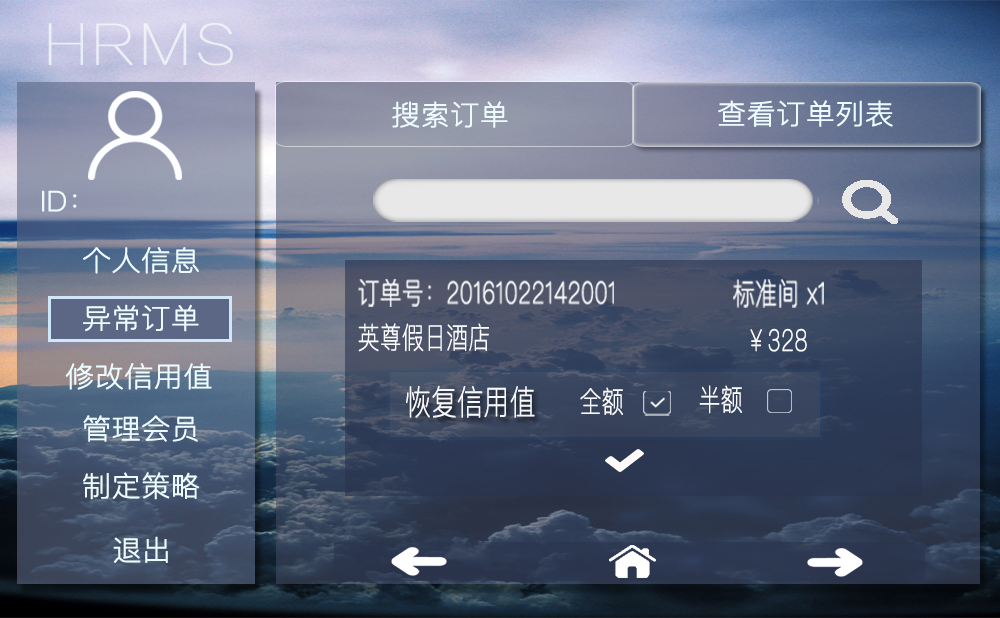 HRMS
ID:
个人信息
异常订单
修改信用值
管理会员
制定策略
退出
搜索订单
查看订单列表
订单号：20161022142001
标准间 x1
英尊假日酒店
￥328
恢复信用值 全额 半额